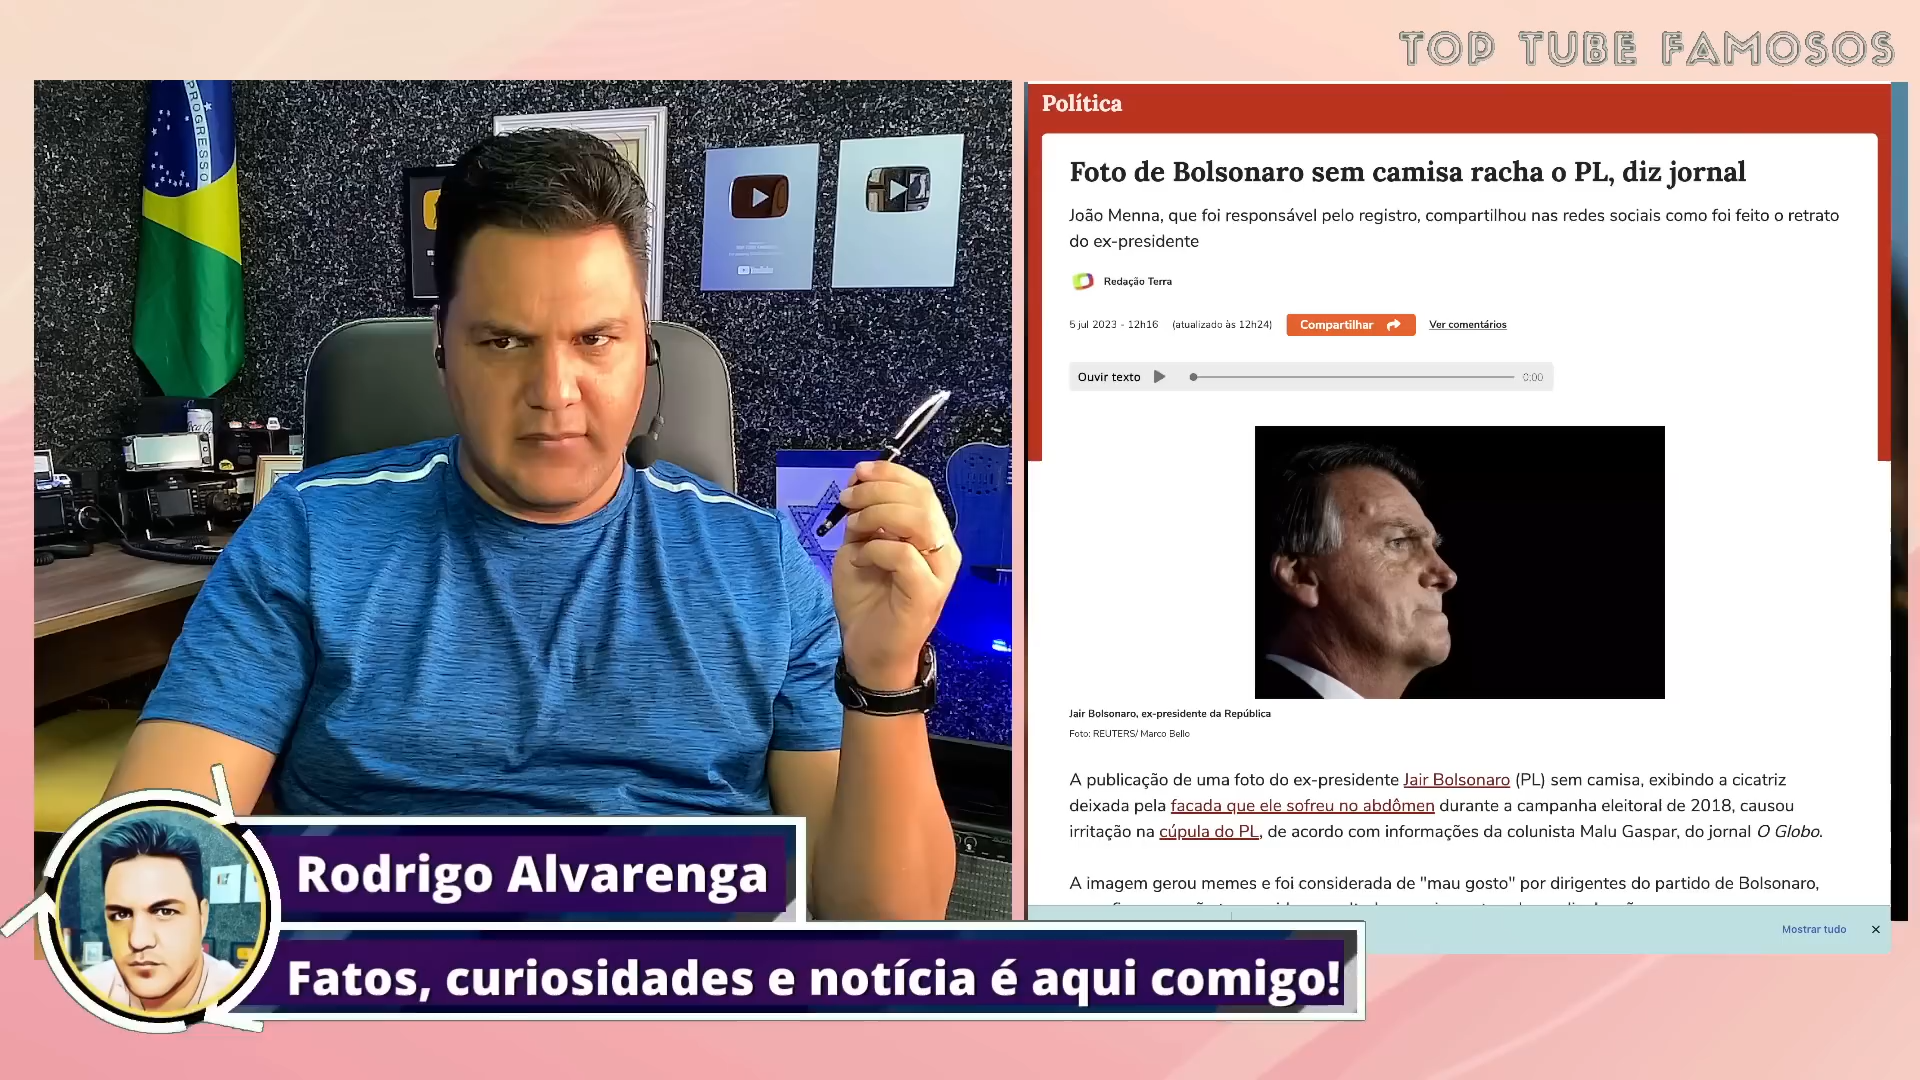 TOP TUBE FAMOSOS
PROGRESSO
YouTube
Política
Foto de Bolsonaro sem camisa racha o PL, diz jornal
João Menna, que foi responsável pelo registro, compartilhou nas redes sociais como foi feito o retrato
do ex-presidente
Redação Terra
5 jul 2023 - 12h16 (atualizado às 12h24) Compartilhar Ver comentários
Ouvir texto 0:00
Jair Bolsonaro, ex-presidente da República
Foto: REUTERS/ Marco Bello
A publicação de uma foto do ex-presidente Jair Bolsonaro (PL) sem camisa, exibindo a cicatriz
deixada pela facada que ele sofreu no abdômen durante a campanha eleitoral de 2018, causou
irritação na cúpula do PL, de acordo com informações da colunista Malu Gaspar, do jornal O Globo.
A imagem gerou memes e foi considerada de "mau gosto" por dirigentes do partido de Bolsonaro,
Mostrar tudo
Rodrigo Alvarenga
Fatos, curiosidades e notícia é aqui comigo!